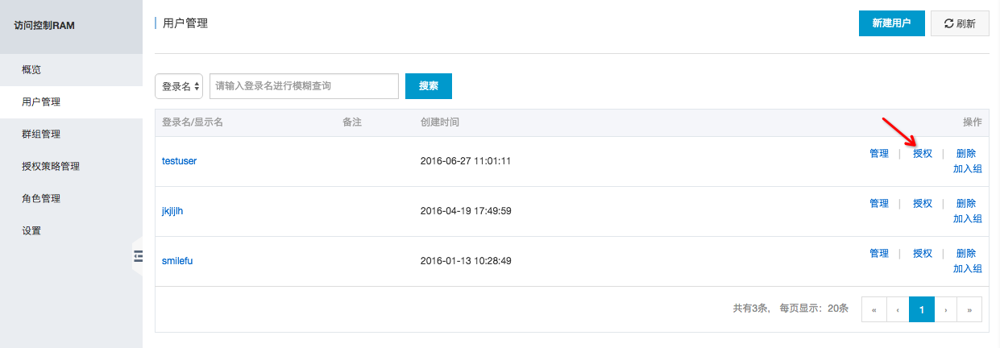 访问控制RAM
概览
用户管理
群组管理
授权策略管理
角色管理
设置
用户管理
新建用户
刷新
登录名 请输入登录名进行模糊查询 搜索
登录名/显示名 备注 创建时间 操作
testuser 2016-06-27 11:01:11 管理 | 授权 | 删除
加入组
jkjljlh 2016-04-19 17:49:59 管理 | 授权 | 删除
加入组
smilefu 2016-01-13 10:28:49 管理 | 授权 | 删除
加入组
共有3条, 每页显示：20条 « ‹ 1 › »